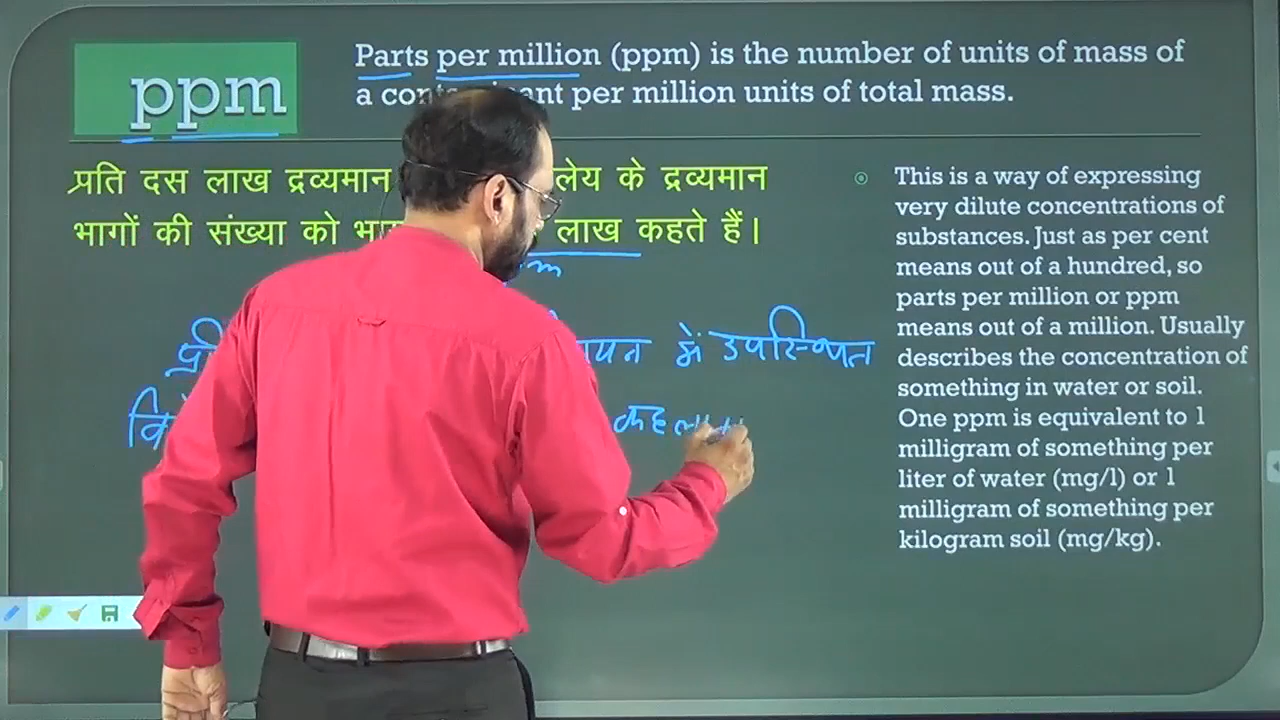 ppm
Parts per million (ppm) is the number of units of mass of
a per million units of total mass.
प्रति दस लाख द्रव्यमान के द्रव्यमान
भागों की संख्या को लाख कहते हैं।
में उपस्थित
This is a way of expressing
very dilute concentrations of
substances. Just as per cent
means out of a hundred, so
parts per million or ppm
means out of a million. Usually
describes the concentration of
something in water or soil.
One ppm is equivalent to 1
milligram of something per
liter of water (mg/l) or 1
milligram of something per
kilogram soil (mg/kg).